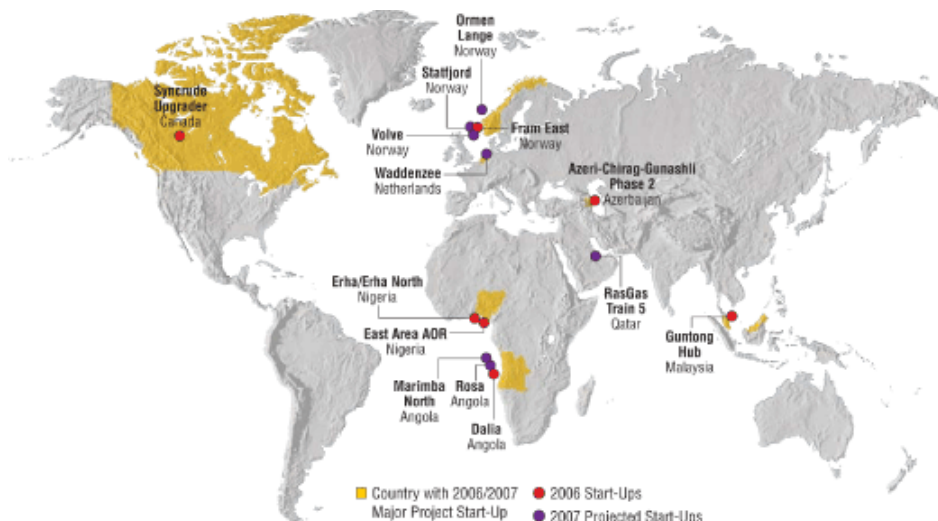 Ormen
Lange
Norway
Statfjord
Norway
Syncrude
Upgrader
Canada
Volve
Norway
Fram East
Norway
Waddenzee
Netherlands
Azeri-Chirag-Gunashli
Phase 2
Azerbaijan
Erha/Erha North
Nigeria
RasGas
Train 5
Qatar
East Area AOR
Nigeria
Guntong
Hub
Malaysia
Marimba
North
Angola
Rosa
Angola
Dalia
Angola
Country with 2006/2007
Major Project Start-Up
2006 Start-Ups
2007 Projected Start-Ups